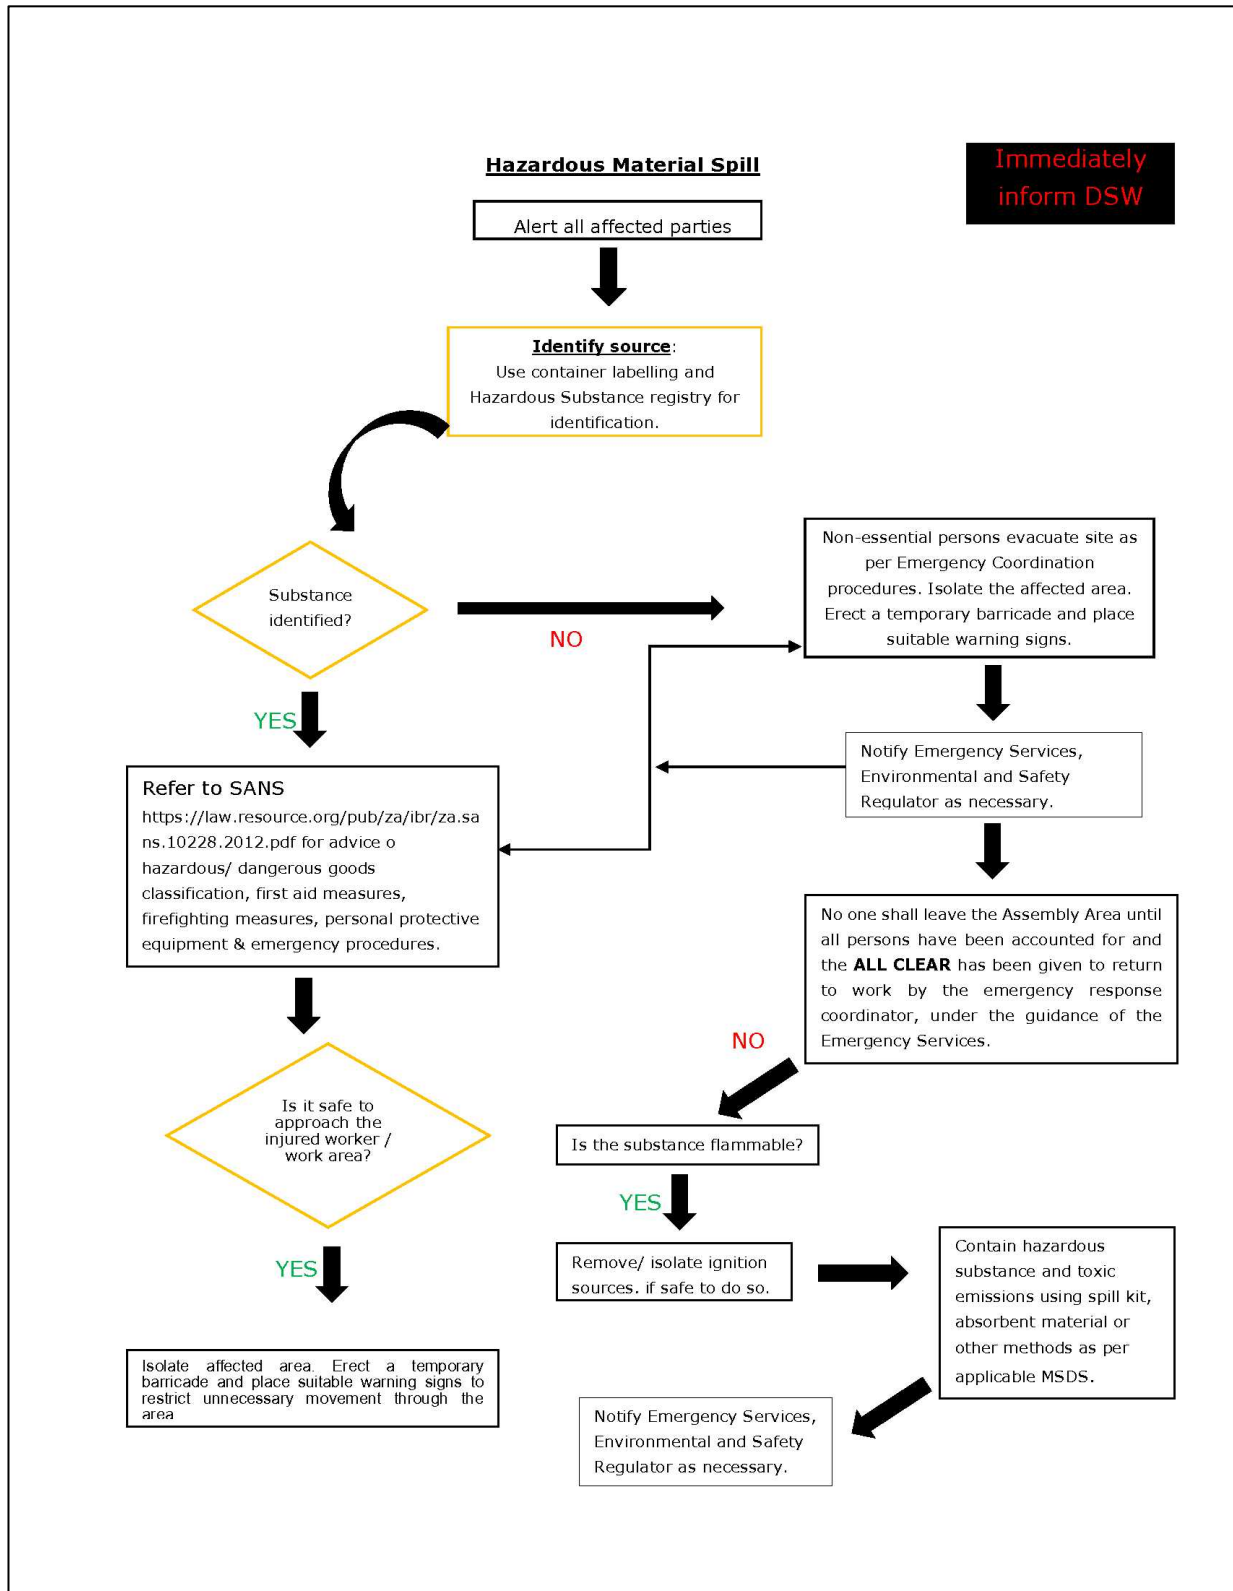 Hazardous Material Spill
Immediately
inform DSW
Alert all affected parties
Identify source:
Use container labelling and
Hazardous Substance registry for
identification.
Substance
identified?
NO
Non-essential persons evacuate site as
per Emergency Coordination
procedures. Isolate the affected area.
Erect a temporary barricade and place
suitable warning signs.
YES
Notify Emergency Services,
Environmental and Safety
Regulator as necessary.
Refer to SANS
https://law.resource.org/pub/za/ibr/za.sa
ns.10228.2012.pdf for advice o
hazardous/ dangerous goods
classification, first aid measures,
firefighting measures, personal protective
equipment & emergency procedures.
No one shall leave the Assembly Area until
all persons have been accounted for and
the ALL CLEAR has been given to return
to work by the emergency response
coordinator, under the guidance of the
Emergency Services.
NO
Is it safe to
approach the
injured worker /
work area?
Is the substance flammable?
YES
Remove/ isolate ignition
sources. if safe to do so.
Contain hazardous
substance and toxic
emissions using spill kit,
absorbent material or
other methods as per
applicable MSDS.
YES
Isolate affected area. Erect a temporary
barricade and place suitable warning signs to
restrict unnecessary movement through the
area
Notify Emergency Services,
Environmental and Safety
Regulator as necessary.